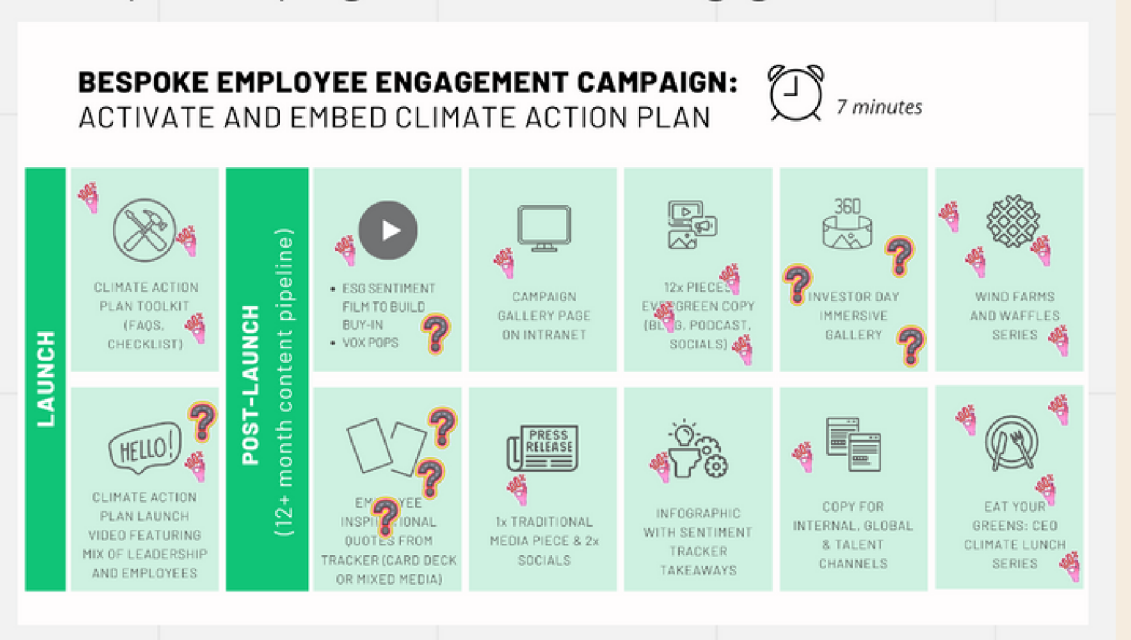 BESPOKE EMPLOYEE ENGAGEMENT CAMPAIGN:
ACTIVATE AND EMBED CLIMATE ACTION PLAN
7 minutes
LAUNCH
CLIMATE ACTION
PLAN TOOLKIT
(FAQS,
CHECKLIST)
HELLO!
CLIMATE ACTION
PLAN LAUNCH
VIDEO FEATURING
MIX OF LEADERSHIP
AND EMPLOYEES
POST-LAUNCH
(12+ month content pipeline)
• ESG SENTIMENT
FILM TO BUILD
BUY-IN
• VOX POPS
CAMPAIGN
GALLERY PAGE
ON INTRANET
12x PIECES
EVERGREEN COPY
(BLOG, PODCAST,
SOCIALS)
360
INVESTOR DAY
IMMERSIVE
GALLERY
WIND FARMS
AND WAFFLES
SERIES
EMPLOYEE
INSPIRATIONAL
QUOTES FROM
TRACKER (CARD DECK
OR MIXED MEDIA)
PRESS
RELEASE
1x TRADITIONAL
MEDIA PIECE & 2x
SOCIALS
INFOGRAPHIC
WITH SENTIMENT
TRACKER
TAKEAWAYS
COPY FOR
INTERNAL, GLOBAL
& TALENT
CHANNELS
EAT YOUR
GREENS: CEO
CLIMATE LUNCH
SERIES